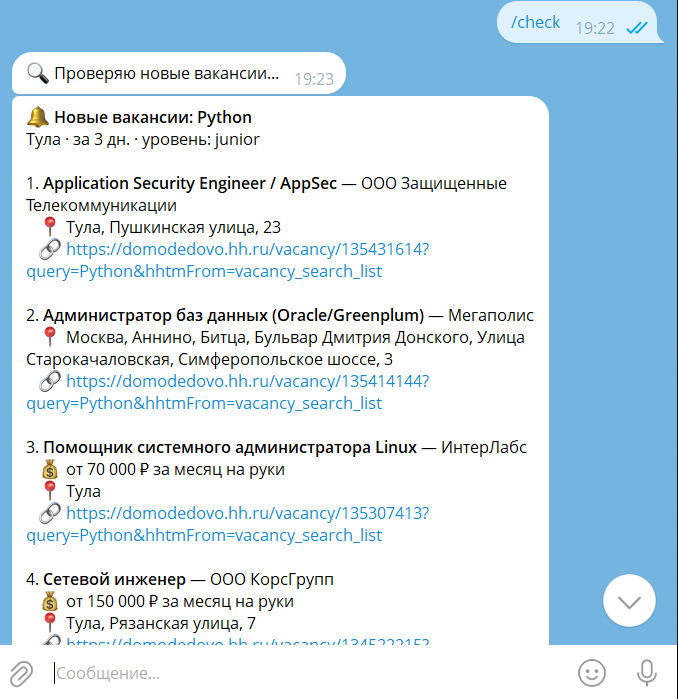 /check 19:22
Проверяю новые вакансии... 19:23
Новые вакансии: Python
Тула · за 3 дн. · уровень: junior
1. Application Security Engineer / AppSec — ООО Защищенные
Телекоммуникации
Тула, Пушкинская улица, 23
https://domodedovo.hh.ru/vacancy/135431614?
query=Python&hhtmFrom=vacancy_search_list
2. Администратор баз данных (Oracle/Greenplum) — Мегаполис
Москва, Аннино, Битца, Бульвар Дмитрия Донского, Улица
Старокачаловская, Симферопольское шоссе, 3
https://domodedovo.hh.ru/vacancy/135414144?
query=Python&hhtmFrom=vacancy_search_list
3. Помощник системного администратора Linux — ИнтерЛабс
от 70 000 ₽ за месяц на руки
Тула
https://domodedovo.hh.ru/vacancy/135307413?
query=Python&hhtmFrom=vacancy_search_list
4. Сетевой инженер — ООО КорсГрупп
от 150 000 ₽ за месяц на руки
Тула, Рязанская улица, 7
https://domodedovo.hh.ru/vacancy/134522215?
Сообщение...